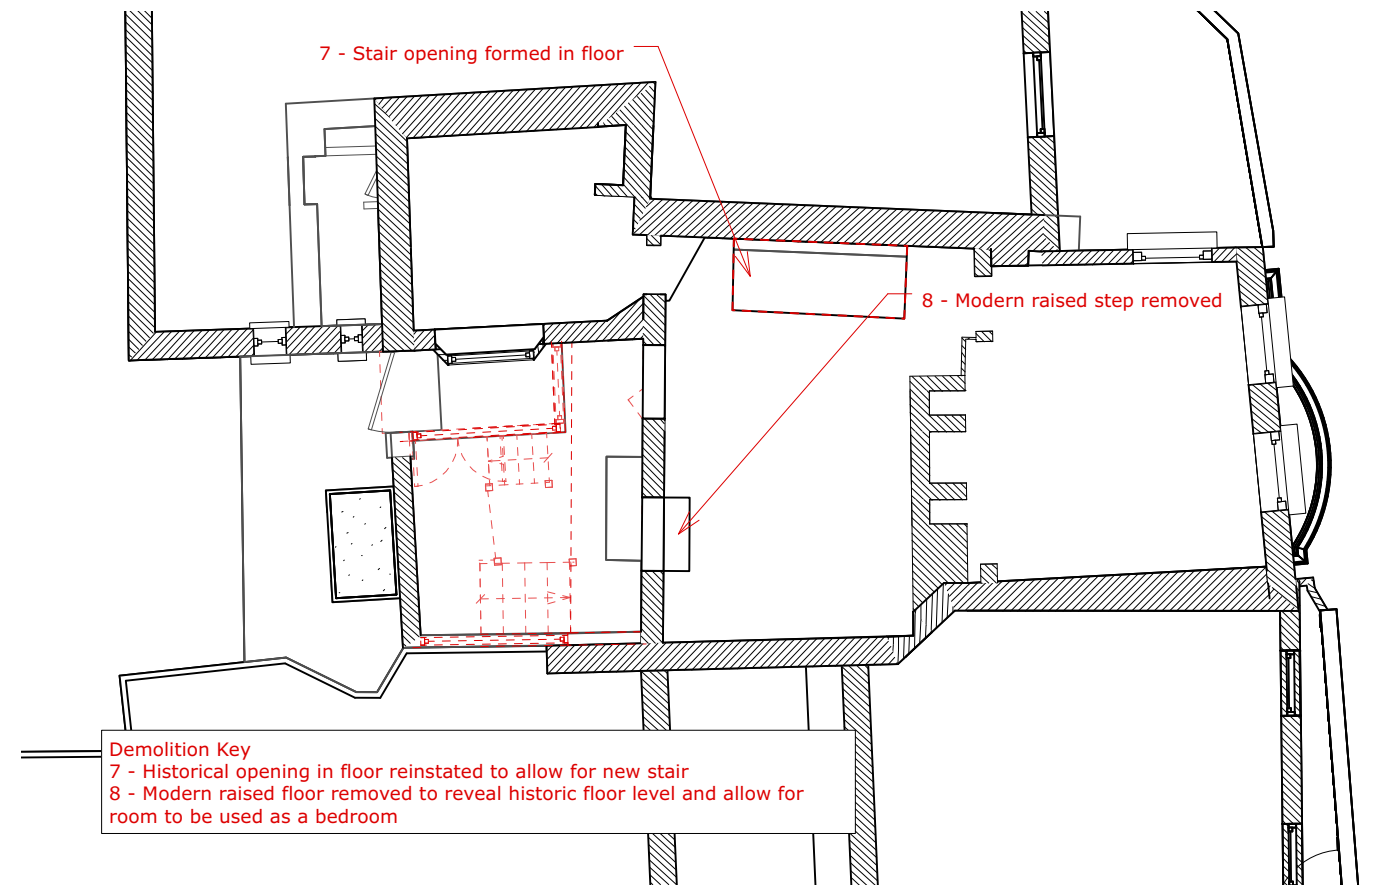 7 - Stair opening formed in floor
8 - Modern raised step removed
Demolition Key
7 - Historical opening in floor reinstated to allow for new stair
8 - Modern raised floor removed to reveal historic floor level and allow for
room to be used as a bedroom